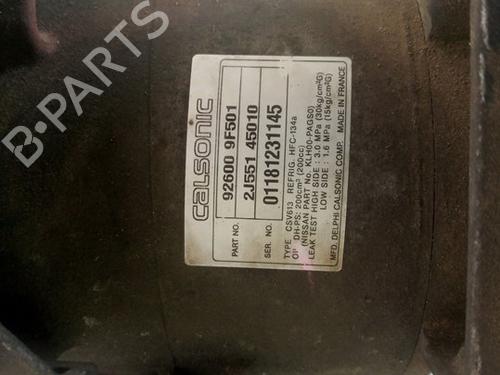 B-PARTS
CALSONIC
PART NO. 92600 9F501
2J551 45010
SER. NO. 01181231145
TYPE CSV613 REFRIG. HFC-134a
OIL DH-PS: 200cm³ (200cc)
(NISSAN PART No. KLH00-PAGS0)
LEAK TEST HIGH SIDE : 3.0 MPa (30kg/cm²G)
LOW SIDE : 1.6 MPa (15kg/cm²G)
MFD. DELPHI CALSONIC COMP. MADE IN FRANCE